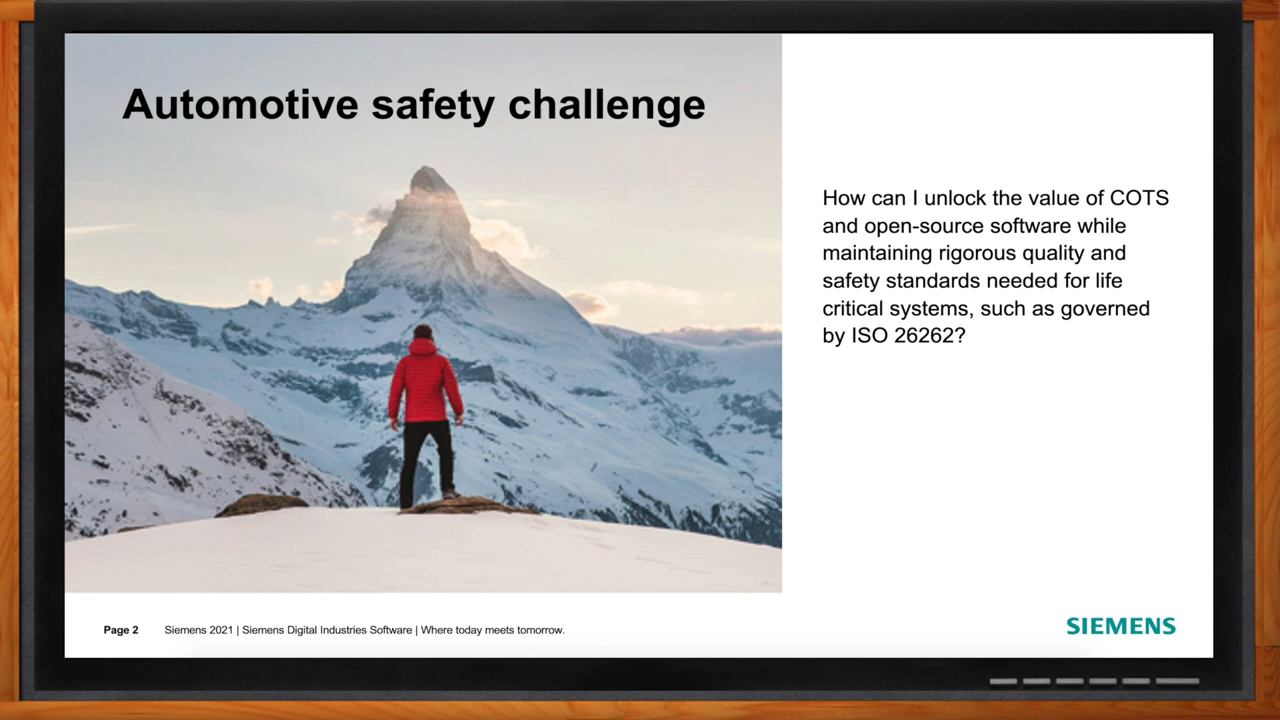 Automotive safety challenge
How can I unlock the value of COTS
and open-source software while
maintaining rigorous quality and
safety standards needed for life
critical systems, such as governed
by ISO 26262?
Page 2 Siemens 2021 | Siemens Digital Industries Software | Where today meets tomorrow.
SIEMENS